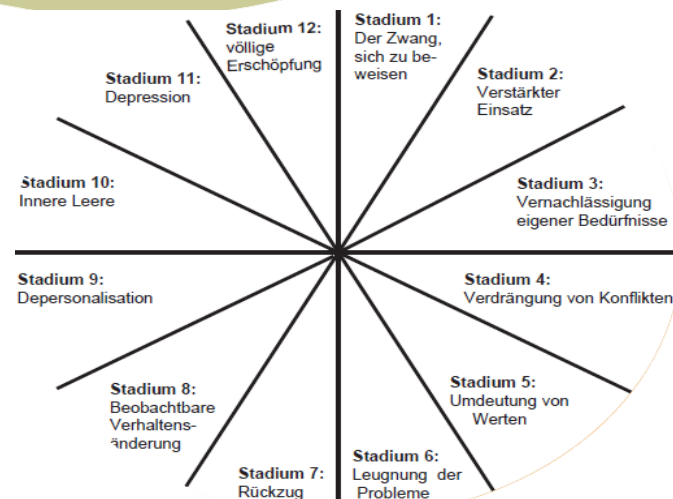 Stadium 1:
Der Zwang,
sich zu be-
weisen
Stadium 2:
Verstärkter
Einsatz
Stadium 3:
Vernachlässigung
eigener Bedürfnisse
Stadium 4:
Verdrängung von Konflikten
Stadium 5:
Umdeutung von
Werten
Stadium 6:
Leugnung der
Probleme
Stadium 7:
Rückzug
Stadium 8:
Beobachtbare
Verhaltens-
änderung
Stadium 9:
Depersonalisation
Stadium 10:
Innere Leere
Stadium 11:
Depression
Stadium 12:
völlige
Erschöpfung